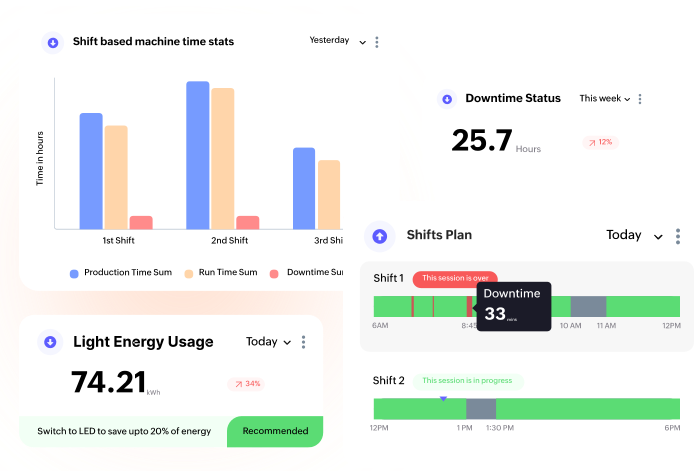 Shift based machine time stats
Yesterday
Time in hours
1st Shift
2nd Shift
3rd Shi
Production Time Sum
Run Time Sum
Downtime Sur
Downtime Status
This week
25.7 Hours
12%
Shifts Plan
Today
Shift 1
This session is over
Downtime
33
6AM
8:45
10 AM
11 AM
12PM
Shift 2
This session is in progress
12PM
1 PM
1:30 PM
6PM
Light Energy Usage
Today
74.21 kWh
34%
Switch to LED to save upto 20% of energy
Recommended